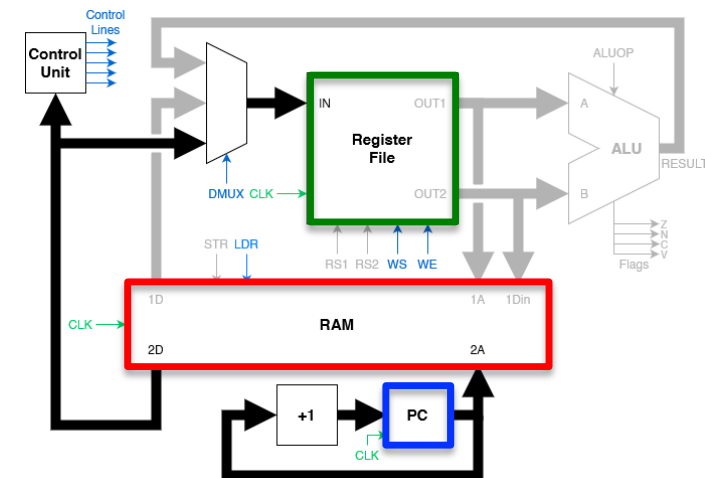 Control
Lines
Control
Unit
ALUOP
IN
OUT1
A
Register
File
ALU
RESULT
DMUX
CLK
OUT2
B
STR
LDR
RS1
RS2
WS
WE
Z
N
C
V
Flags
1D
1A
1Din
CLK
RAM
2D
2A
+1
PC
CLK